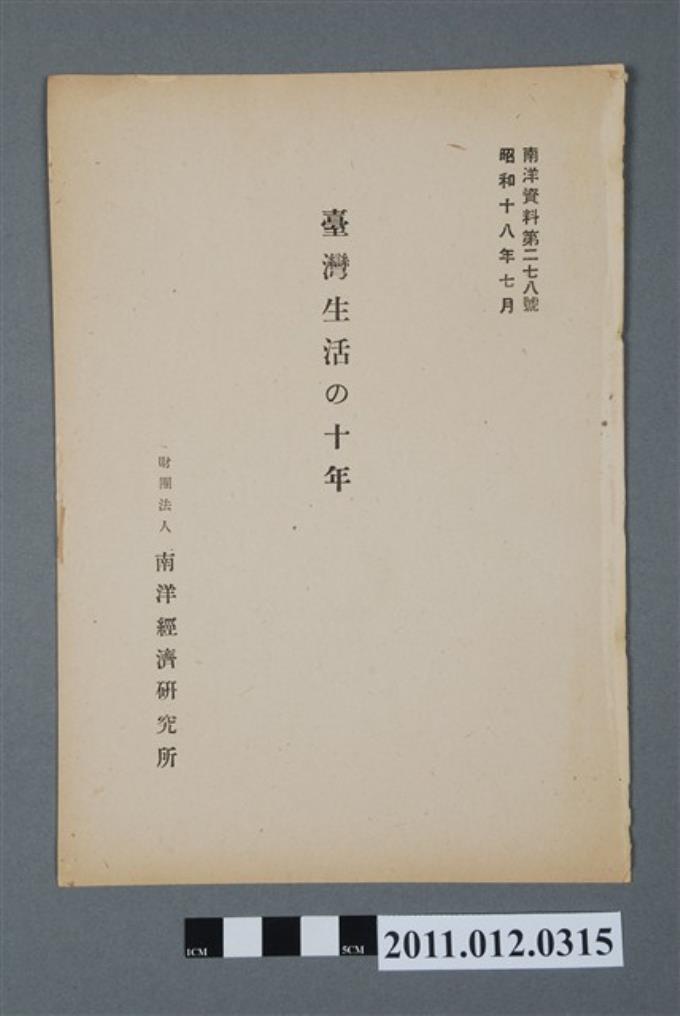 南洋資料第二七八號
昭和十八年七月
臺灣生活の十年
財團法人 南洋經濟硏究所
1CM
5CM
2011.012.0315